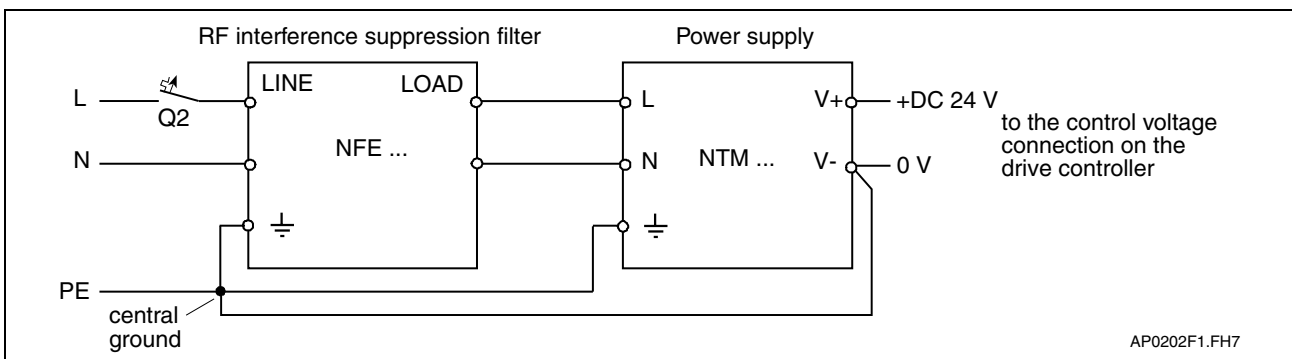 RF interference suppression filter
Power supply
LINE
LOAD
L
Q2
L
V+
+DC 24 V
to the control voltage
connection on the
drive controller
N
NFE ...
N
NTM ...
V-
0 V
PE
central
ground
AP0202F1.FH7